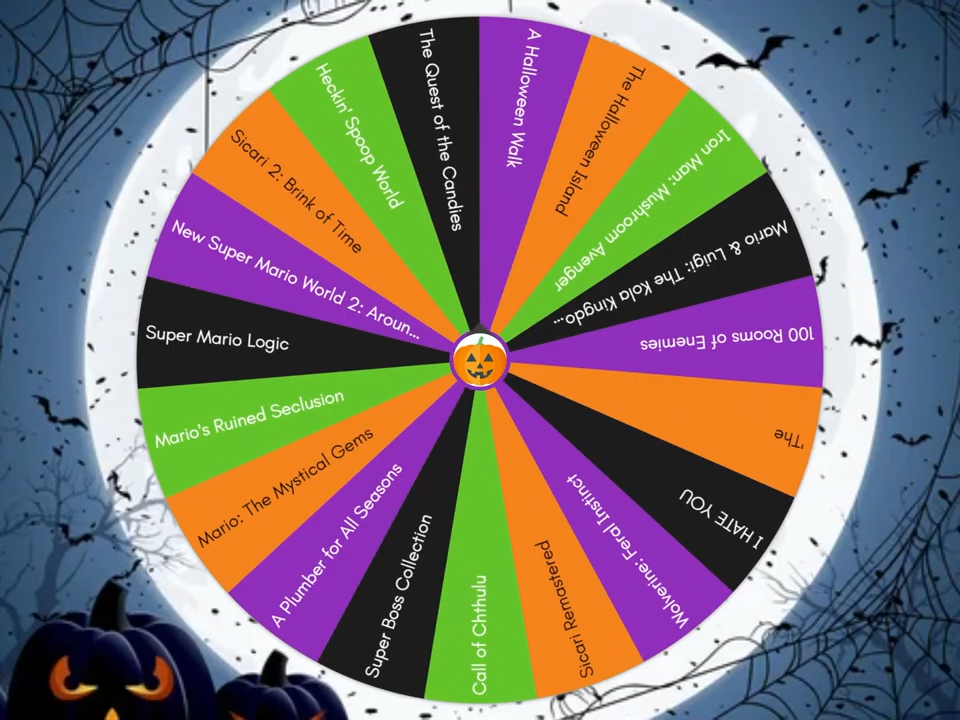 A Halloween Walk
The Halloween Island
Iron Man: Mushroom Avenger
Mario & Luigi: The Kola Kingdo...
100 Rooms of Enemies
'The
I HATE YOU
Wolverine: Feral Instinct
Sicari Remastered
Call of Chthulu
Super Boss Collection
A Plumber for All Seasons
Mario: The Mystical Gems
Mario's Ruined Seclusion
Super Mario Logic
New Super Mario World 2: Aroun...
Sicari 2: Brink of Time
Heckin' Spoop World
The Quest of the Candies